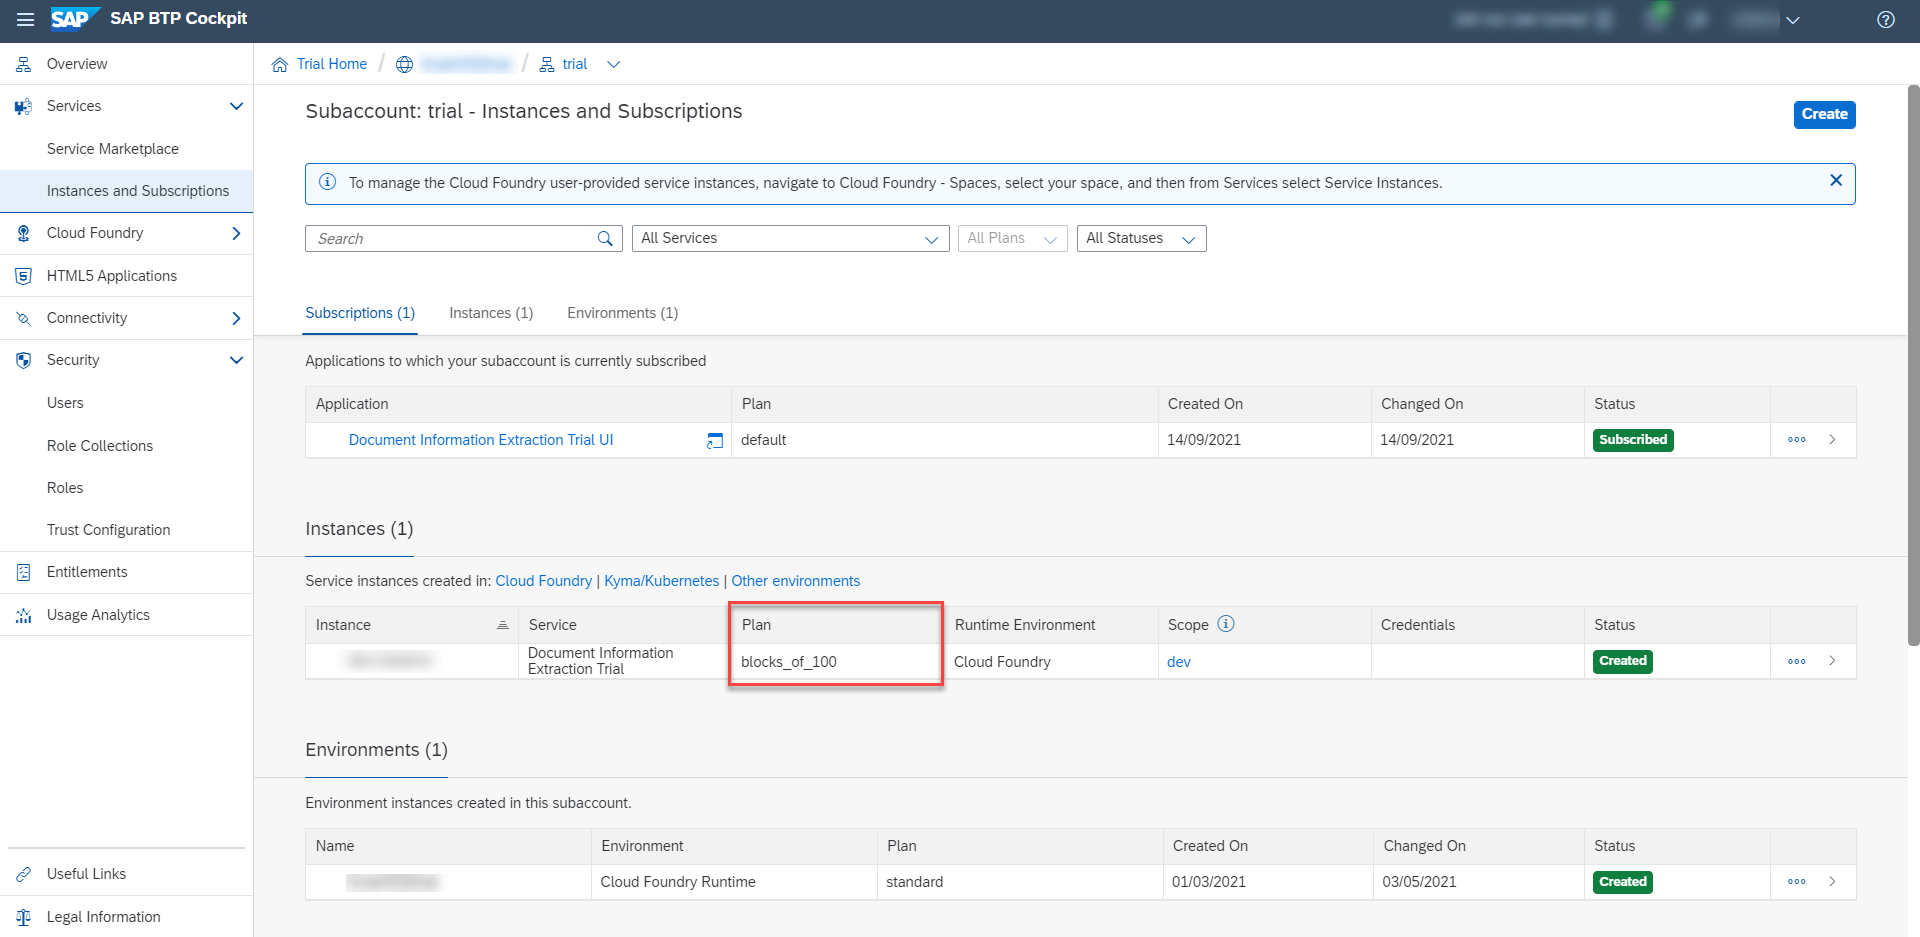 SAP SAP BTP Cockpit
Overview
Services
Service Marketplace
Instances and Subscriptions
Cloud Foundry
HTML5 Applications
Connectivity
Security
Users
Role Collections
Roles
Trust Configuration
Entitlements
Usage Analytics
Useful Links
Legal Information
Trial Home / / trial
Subaccount: trial - Instances and Subscriptions
Create
To manage the Cloud Foundry user-provided service instances, navigate to Cloud Foundry - Spaces, select your space, and then from Services select Service Instances.
Search All Services All Plans All Statuses
Subscriptions (1) Instances (1) Environments (1)
Applications to which your subaccount is currently subscribed
Application Plan Created On Changed On Status
Document Information Extraction Trial UI default 14/09/2021 14/09/2021 Subscribed
Instances (1)
Service instances created in: Cloud Foundry | Kyma/Kubernetes | Other environments
Instance Service Plan Runtime Environment Scope Credentials Status
Document Information
Extraction Trial blocks_of_100 Cloud Foundry dev Created
Environments (1)
Environment instances created in this subaccount.
Name Environment Plan Created On Changed On Status
Cloud Foundry Runtime standard 01/03/2021 03/05/2021 Created